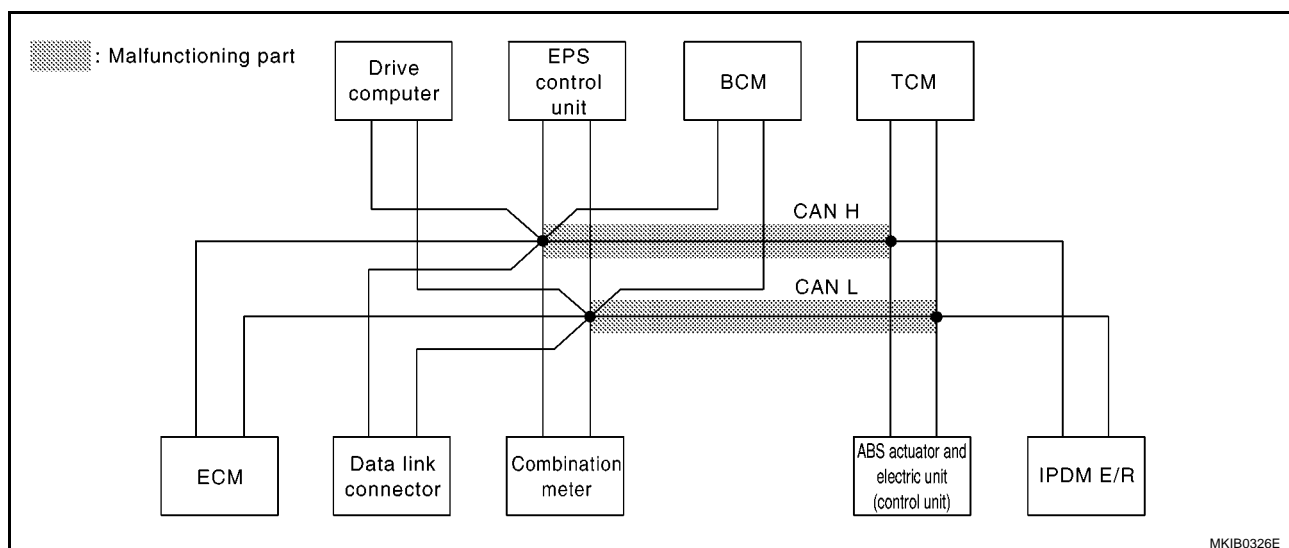 : Malfunctioning part
Drive
computer
EPS
control
unit
BCM
TCM
CAN H
CAN L
ECM
Data link
connector
Combination
meter
ABS actuator and
electric unit
(control unit)
IPDM E/R
MKIB0326E